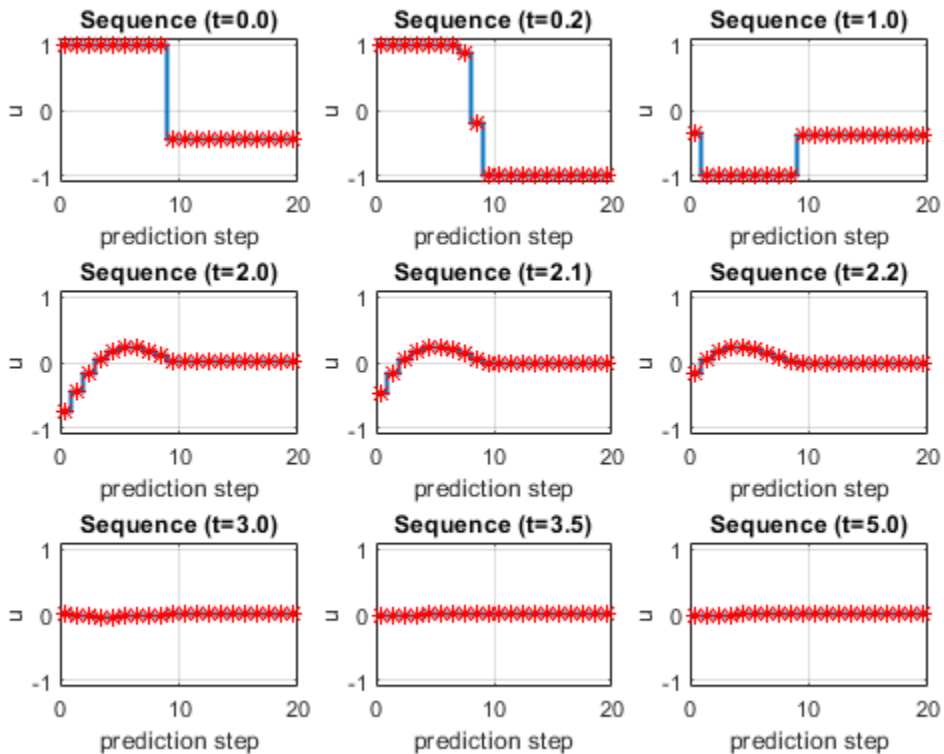 Sequence (t=0.0)
1
0
-1
u
0 10 20
prediction step
Sequence (t=0.2)
1
0
-1
u
0 10 20
prediction step
Sequence (t=1.0)
1
0
-1
u
0 10 20
prediction step
Sequence (t=2.0)
1
0
-1
u
0 10 20
prediction step
Sequence (t=2.1)
1
0
-1
u
0 10 20
prediction step
Sequence (t=2.2)
1
0
-1
u
0 10 20
prediction step
Sequence (t=3.0)
1
0
-1
u
0 10 20
prediction step
Sequence (t=3.5)
1
0
-1
u
0 10 20
prediction step
Sequence (t=5.0)
1
0
-1
u
0 10 20
prediction step